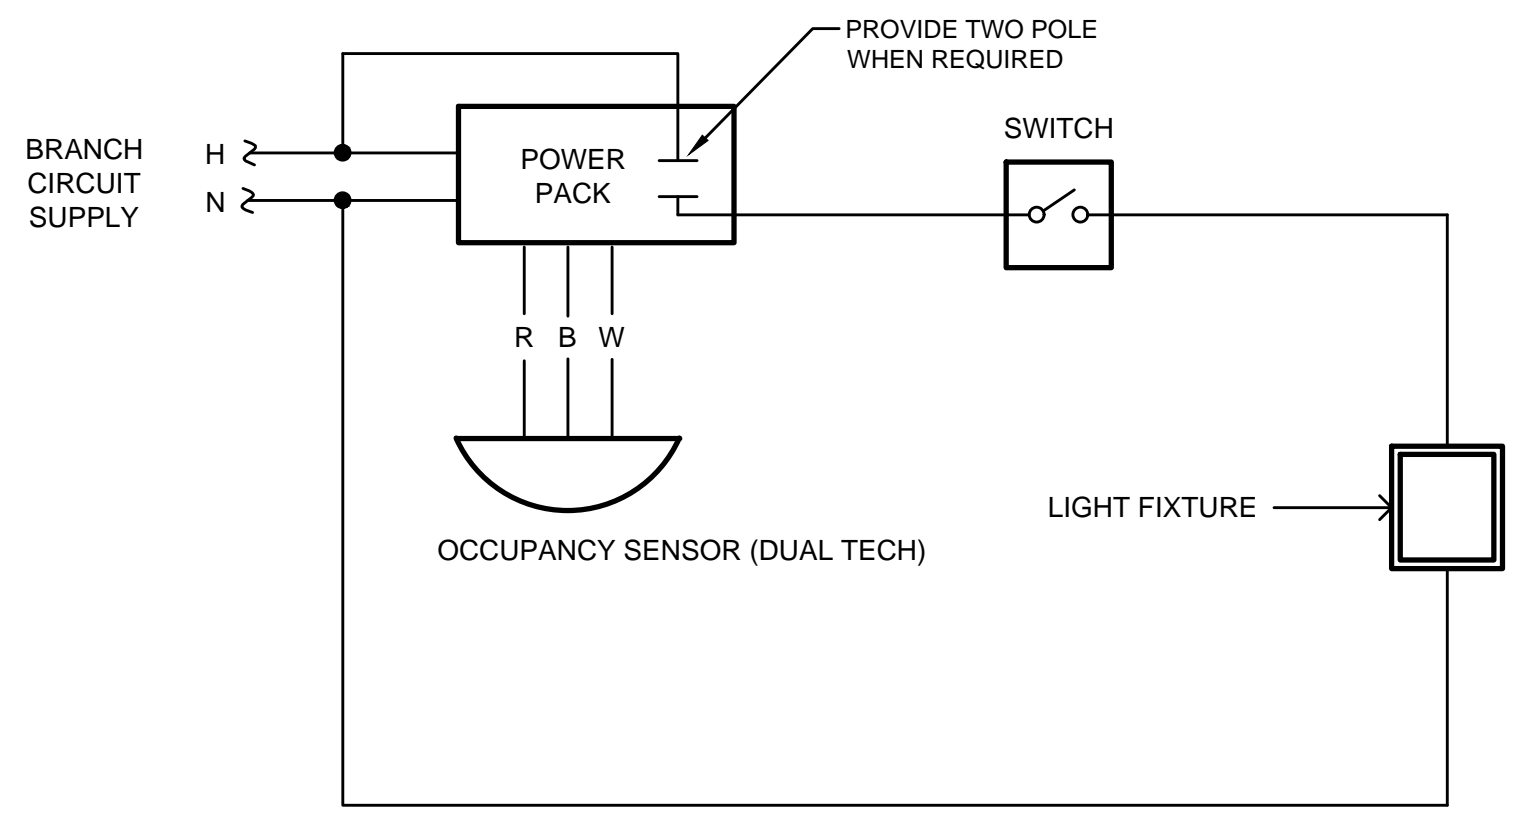 PROVIDE TWO POLE
WHEN REQUIRED
BRANCH
CIRCUIT
SUPPLY
H
N
POWER
PACK
SWITCH
R B W
LIGHT FIXTURE
OCCUPANCY SENSOR (DUAL TECH)